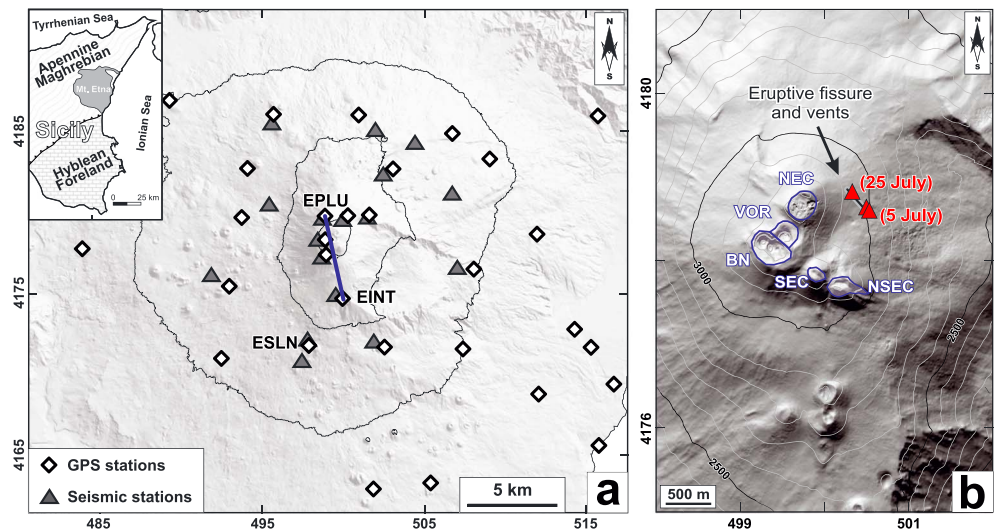 Tyrrhenian Sea
Apennine
Maghrebian
Mt. Etna
Sicily
Ionian Sea
Hyblean
Foreland
0 25 km
N
S
4185
4175
4165
EPLU
EINT
ESLN
GPS stations
Seismic stations
5 km
a
485
495
505
515
N
S
4180
4176
Eruptive fissure
and vents
NEC
(25 July)
VOR
(5 July)
BN
SEC
NSEC
3000
2500
2500
500 m
b
499
501